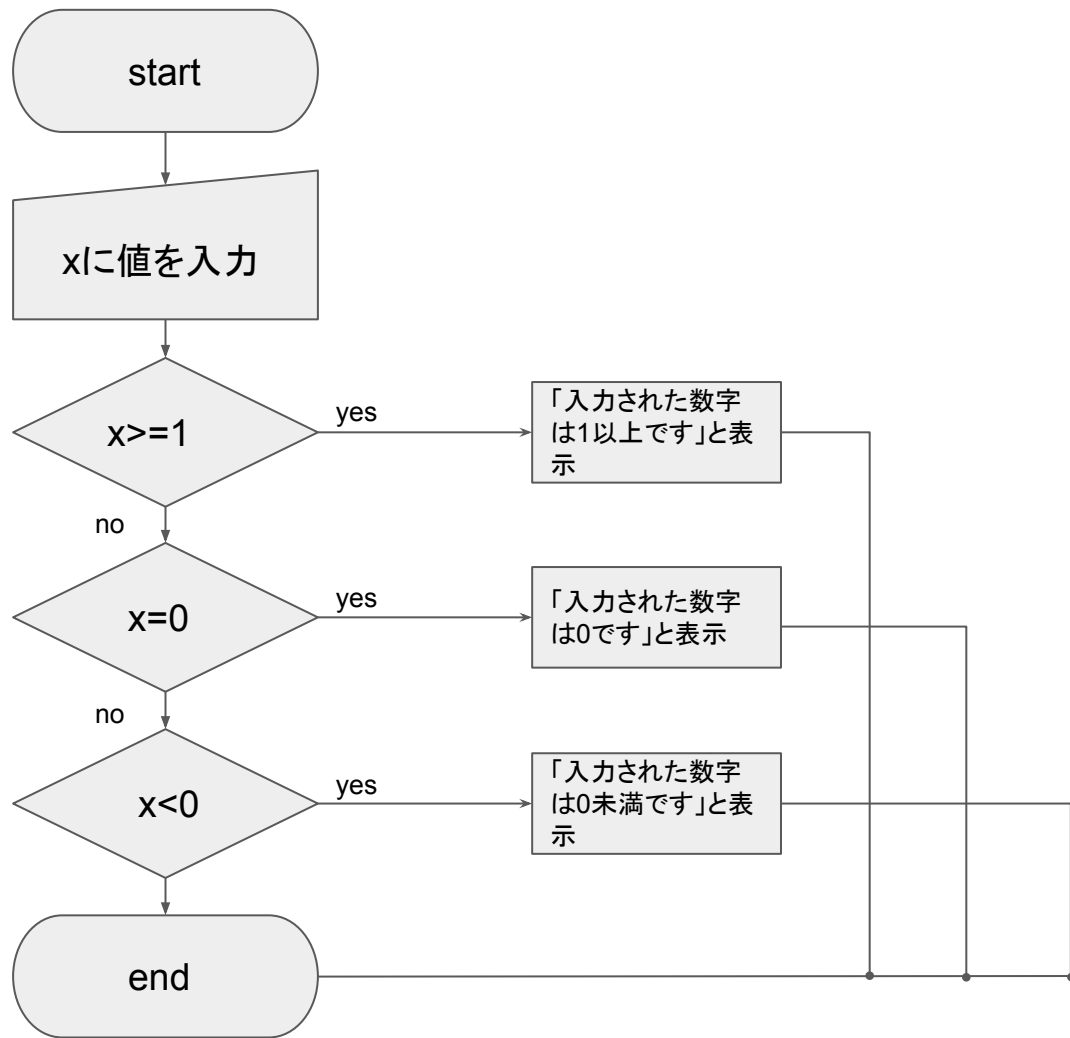 start
xに値を入力
x>=1
yes
「入力された数字
は1以上です」と表
示
no
x=0
yes
「入力された数字
は0です」と表示
no
x<0
yes
「入力された数字
は0未満です」と表
示
end